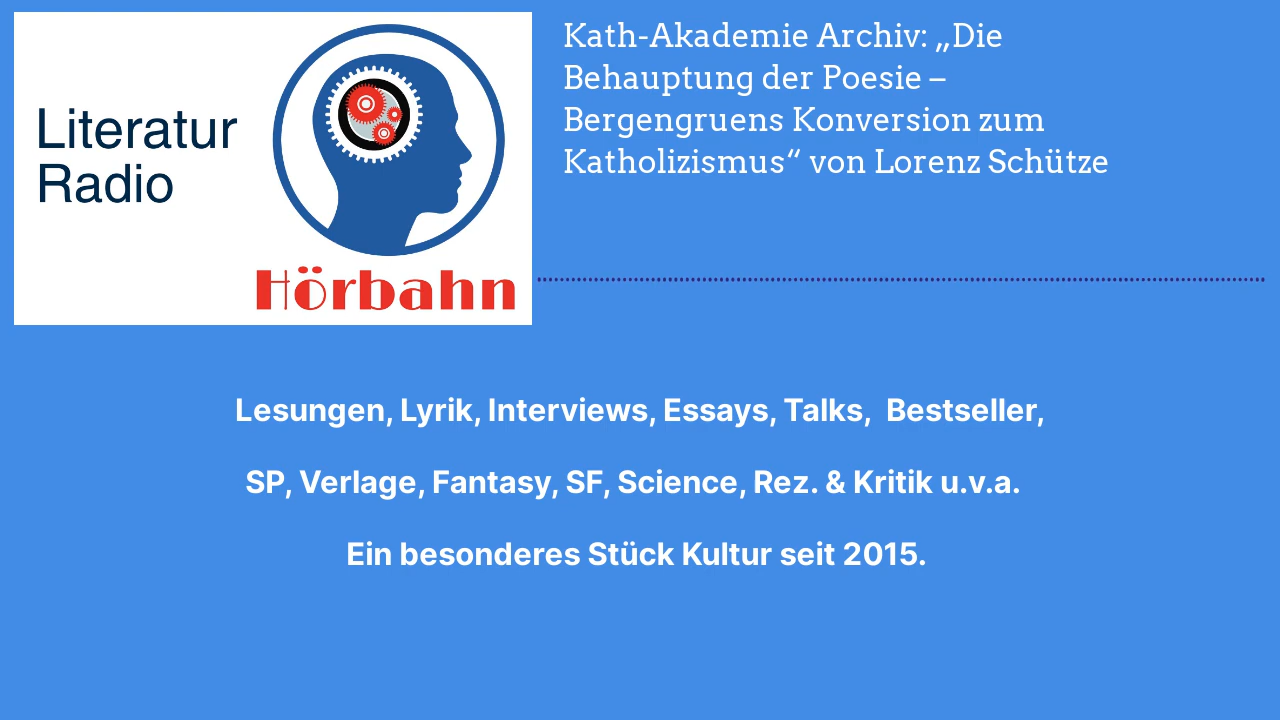 Literatur
Radio
Hörbahn
Kath-Akademie Archiv: „Die
Behauptung der Poesie –
Bergengruens Konversion zum
Katholizismus“ von Lorenz Schütze
Lesungen, Lyrik, Interviews, Essays, Talks,  Bestseller,
SP, Verlage, Fantasy, SF, Science, Rez. & Kritik u.v.a.
Ein besonderes Stück Kultur seit 2015.